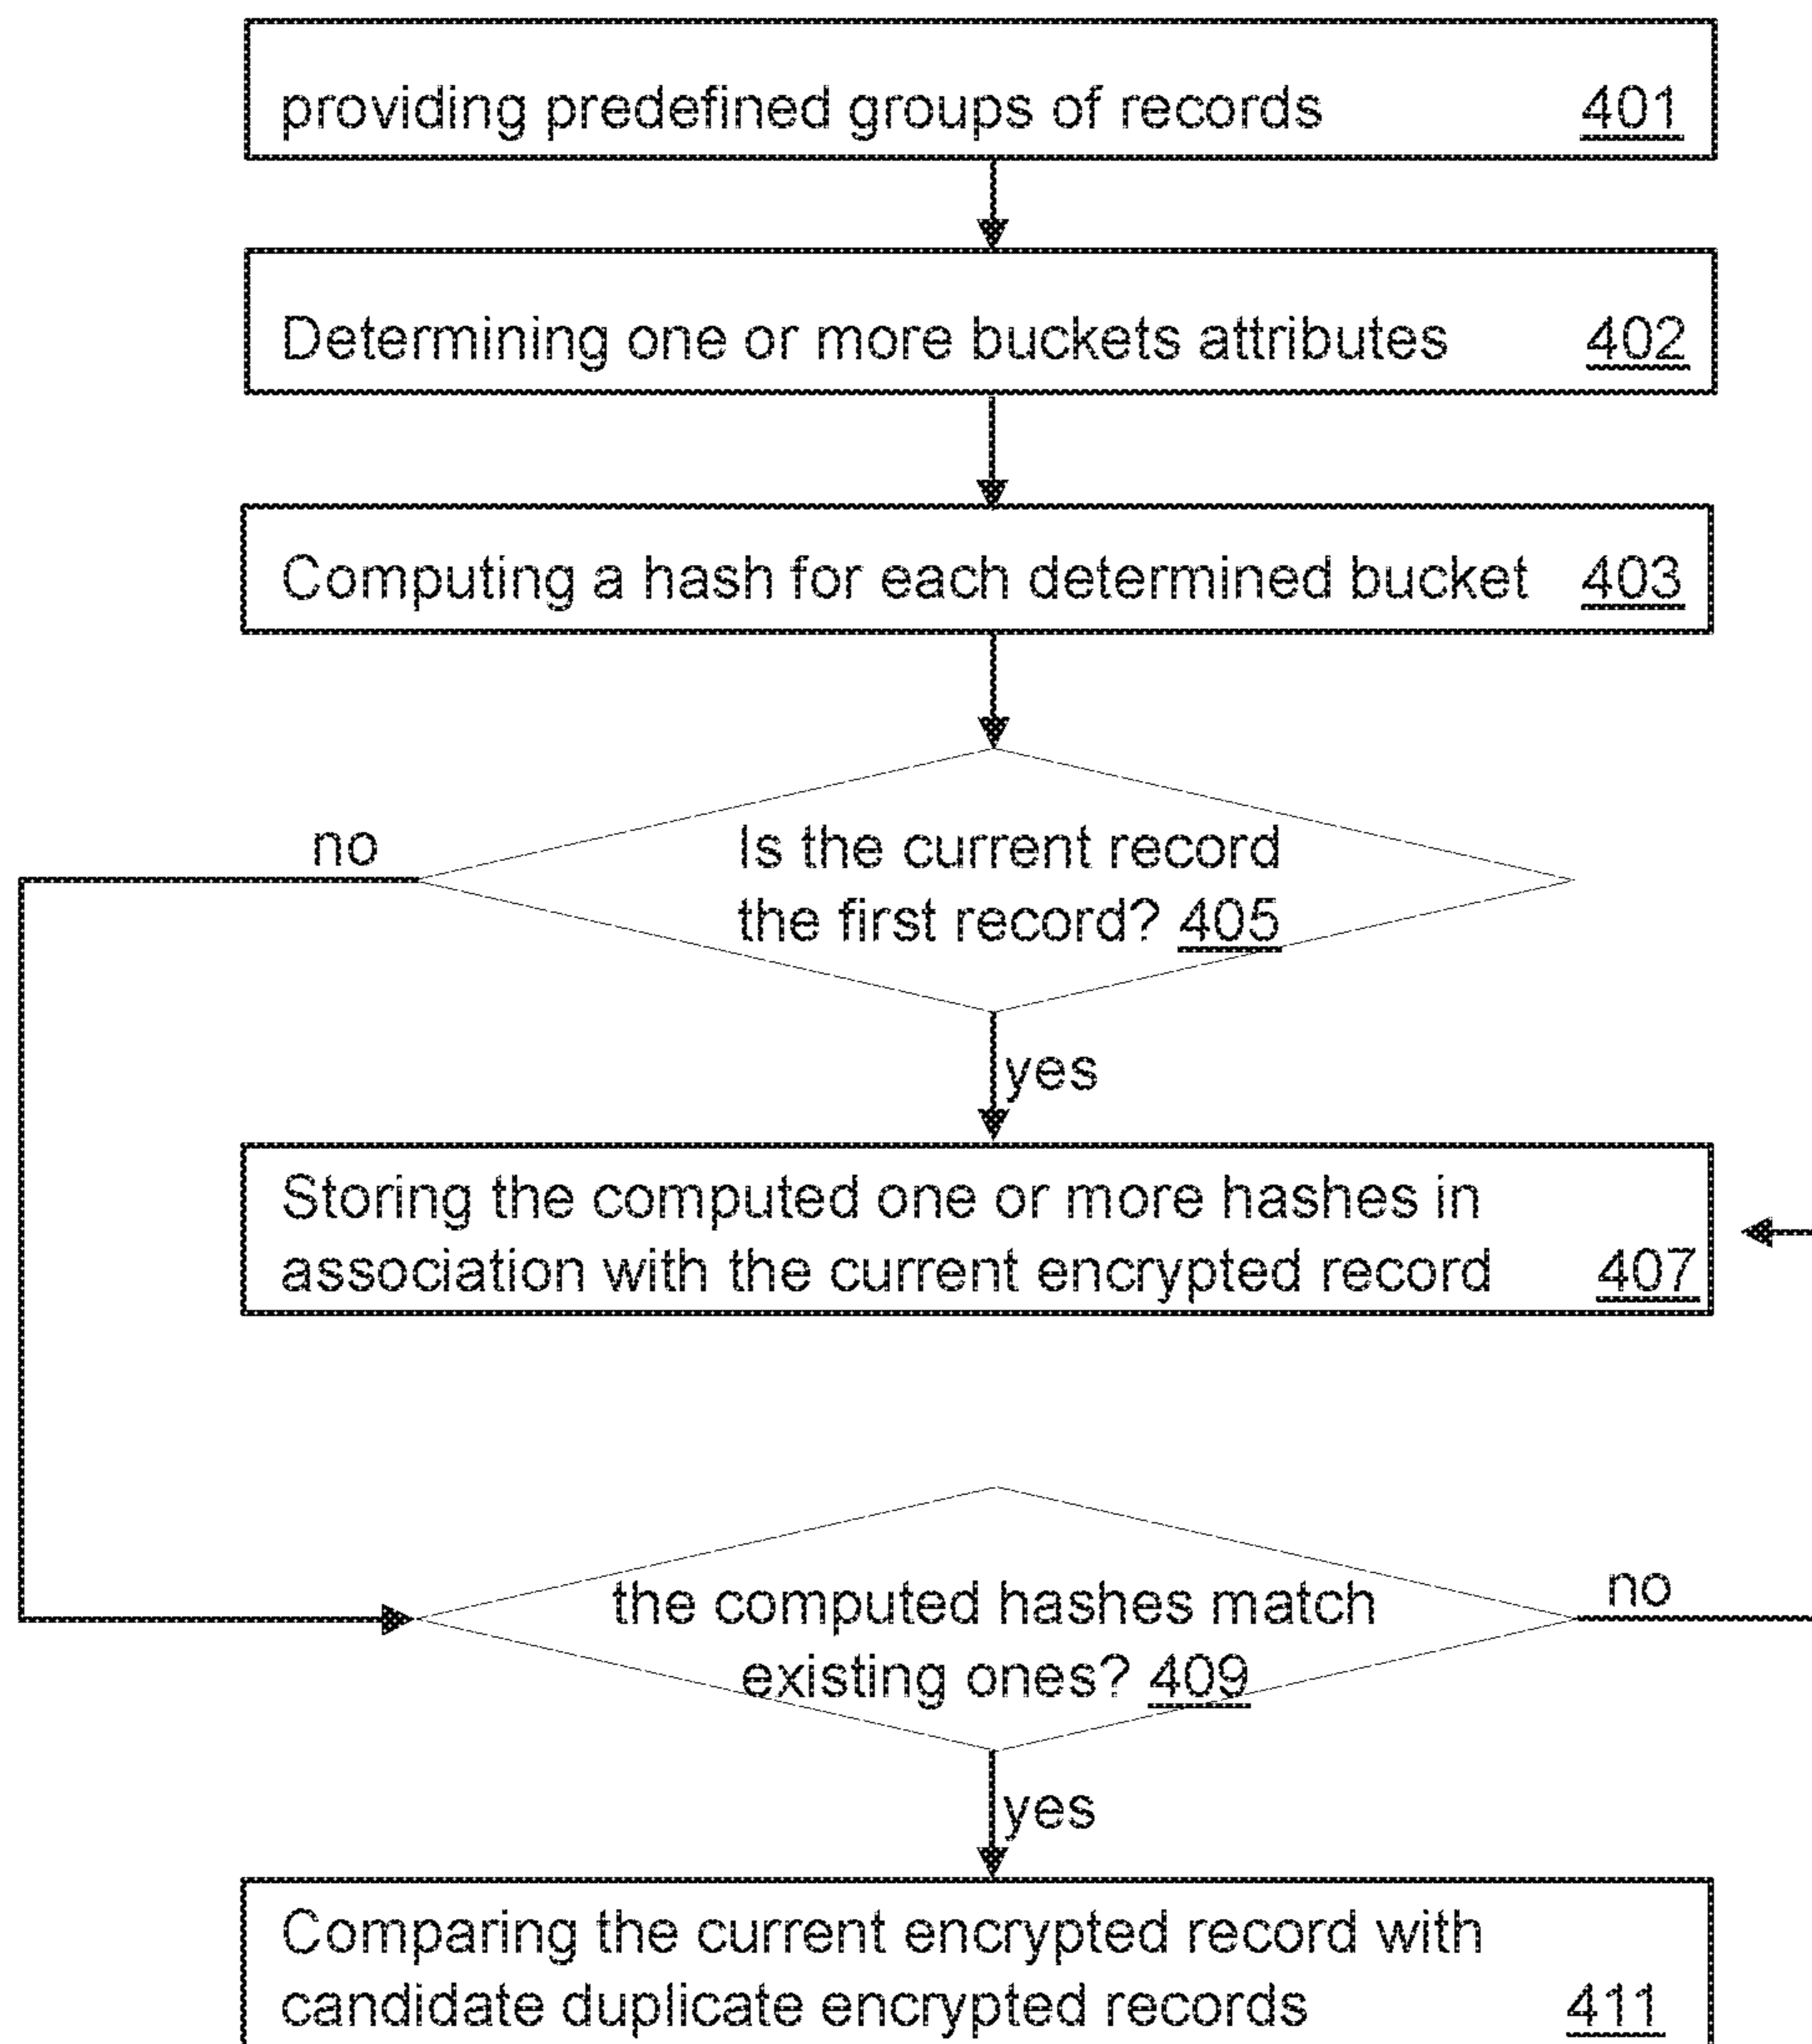 providing predefined groups of records 401
Determining one or more buckets attributes 402
Computing a hash for each determined bucket 403
no
Is the current record
the first record? 405
yes
Storing the computed one or more hashes in
association with the current encrypted record 407
the computed hashes match
no
existing ones? 409
yes
Comparing the current encrypted record with
candidate duplicate encrypted records 411